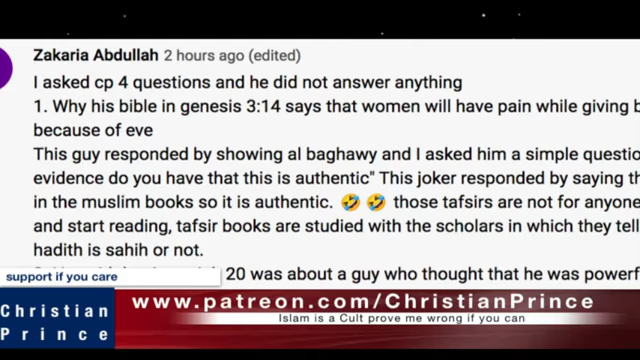 Zakaria Abdullah 2 hours ago (edited)
I asked cp 4 questions and he did not answer anything
1. Why his bible in genesis 3:14 says that women will have pain while giving
because of eve
This guy responded by showing al baghawy and I asked him a simple
evidence do you have that this is authentic" This joker responded by saying
in the muslim books so it is authentic. 🤣 🤣 those tafsirs are not for anyone
and start reading, tafsir books are studied with the scholars in which they
hadith is sahih or not.
20 was about a guy who thought that he was
support if you care
www.patreon.com/ChristianPrince
Islam is a Cult prove me wrong if you can
Christian
Prince